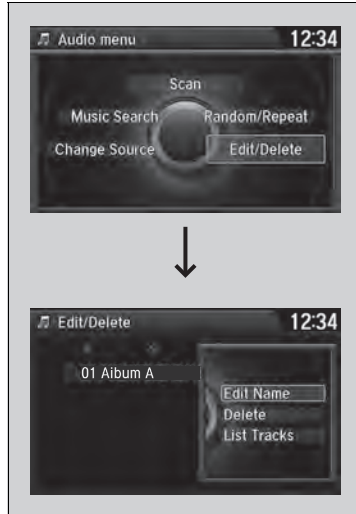 Audio menu 12:34
Scan
Music Search Random/Repeat
Change Source Edit/Delete
Edit/Delete 12:34
01 Aibum A
Edit Name
Delete
List Tracks